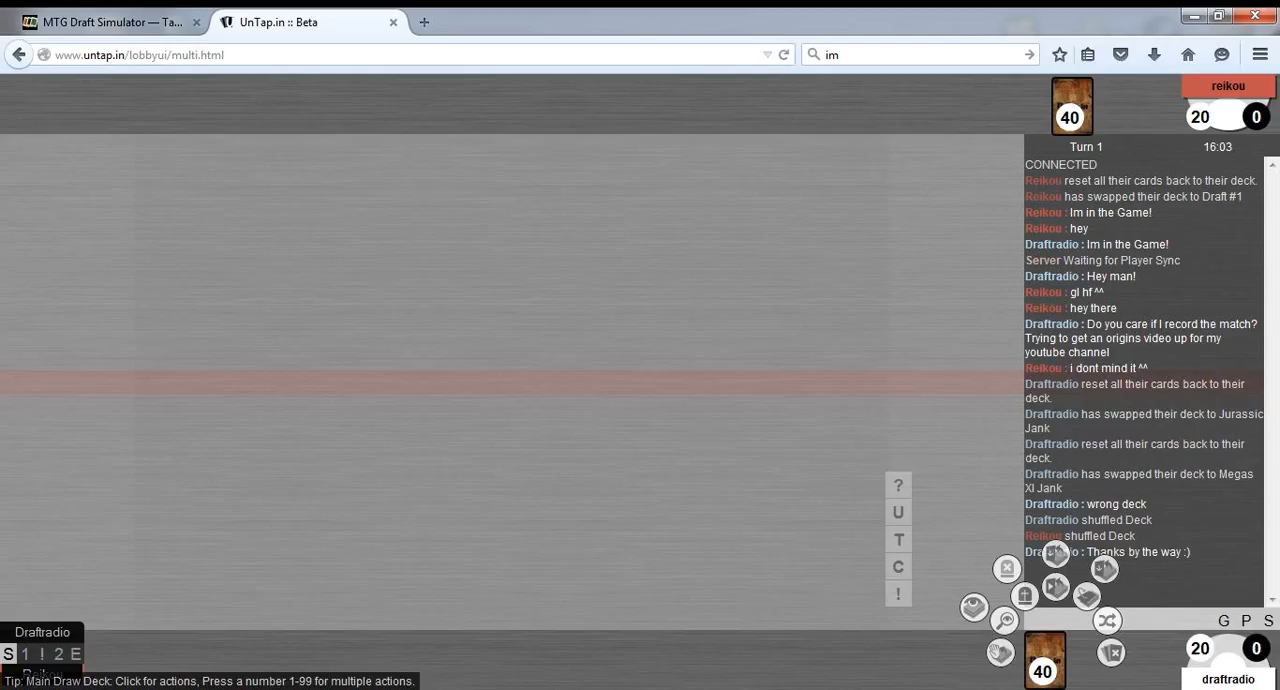 MTG Draft Simulator — Ta...
UnTap.in :: Beta
www.untap.in/lobbyui/multi.html
im
reikou
40
20
0
Turn 1
16:03
CONNECTED
Reikou reset all their cards back to their deck.
Reikou has swapped their deck to Draft #1
Reikou : Im in the Game!
Reikou : hey
Draftradio : Im in the Game!
Server Waiting for Player Sync
Draftradio : Hey man!
Reikou : gl hf ^^
Reikou : hey there
Draftradio : Do you care if I record the match?
Trying to get an origins video up for my
youtube channel
Reikou : i dont mind it ^^
Draftradio reset all their cards back to their
deck.
Draftradio has swapped their deck to Jurassic
Jank
Draftradio reset all their cards back to their
deck.
Draftradio has swapped their deck to Megas
XI Jank
Draftradio : wrong deck
Draftradio shuffled Deck
Reikou shuffled Deck
: Thanks by the way :)
?
U
T
C
!
G P S
Draftradio
S 1 ! 2 E
Tip: Main Draw Deck: Click for actions, Press a number 1-99 for multiple actions.
40
20
0
draftradio